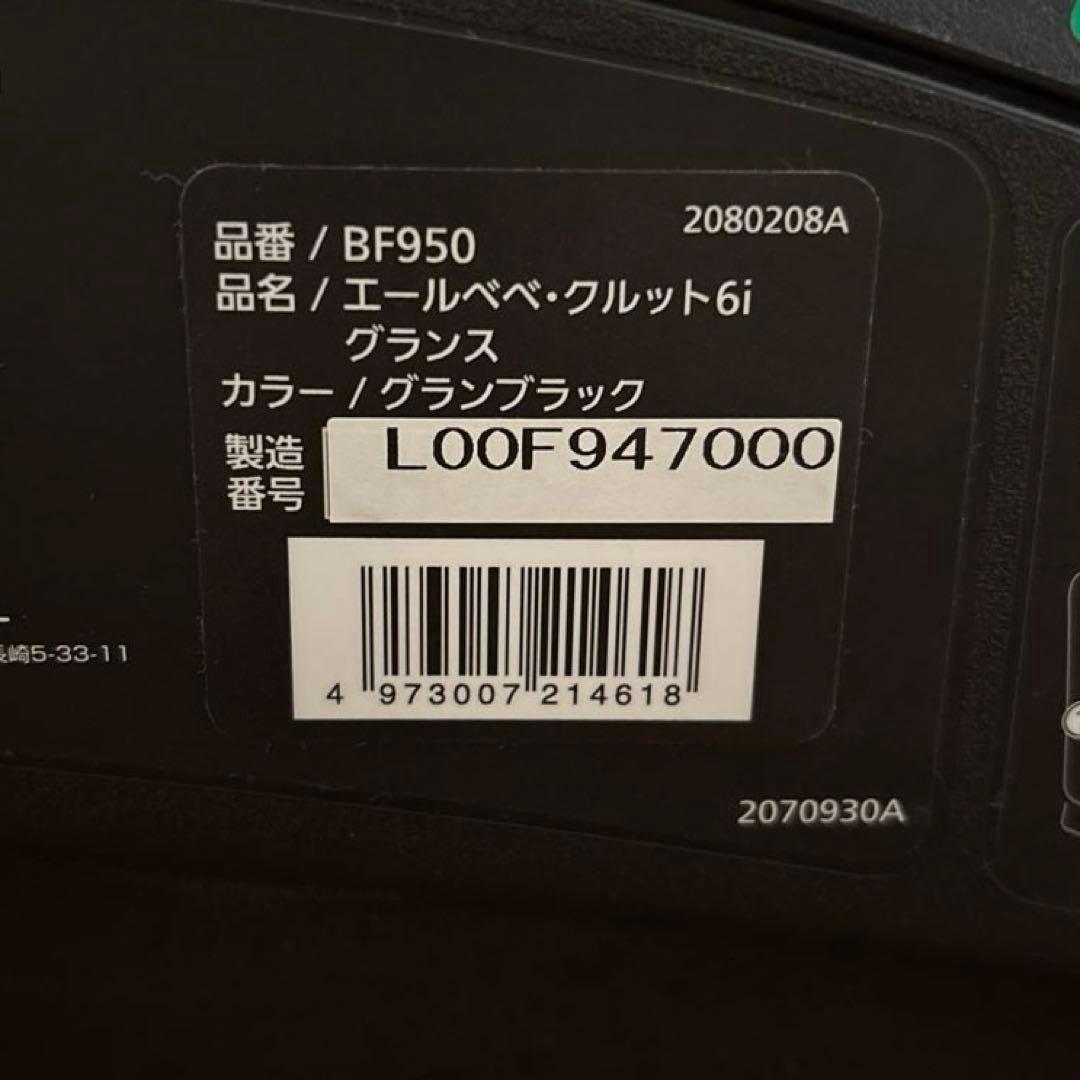 2080208A
品番 / BF950
品名 / エールベベ・クルット6i
グランス
カラー / グランブラック
製造番号 L00F947000
4 973007 214618
崎5-33-11
2070930A